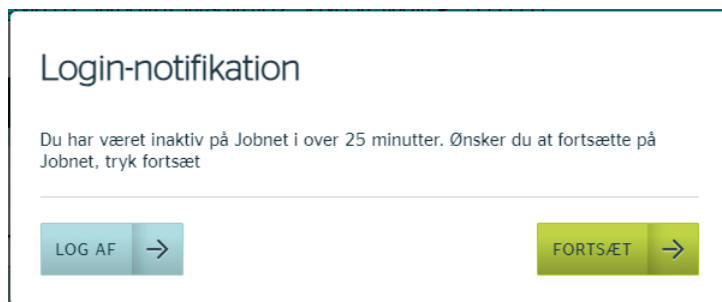 Login-notifikation
Du har været inaktiv på Jobnet i over 25 minutter. Ønsker du at fortsætte på
Jobnet, tryk fortsæt
LOG AF
FORTSÆT